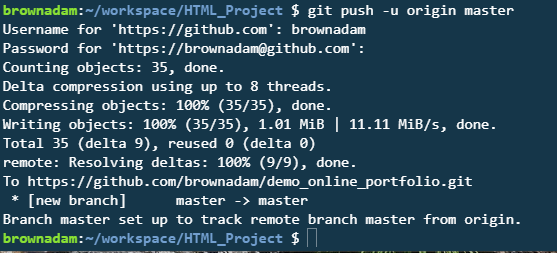 brownadam:~/workspace/HTML_Project $ git push -u origin master
Username for 'https://github.com': brownadam
Password for 'https://brownadam@github.com':
Counting objects: 35, done.
Delta compression using up to 8 threads.
Compressing objects: 100% (35/35), done.
Writing objects: 100% (35/35), 1.01 MiB | 11.11 MiB/s, done.
Total 35 (delta 9), reused 0 (delta 0)
remote: Resolving deltas: 100% (9/9), done.
To https://github.com/brownadam/demo_online_portfolio.git
 * [new branch]      master -> master
Branch master set up to track remote branch master from origin.
brownadam:~/workspace/HTML_Project $